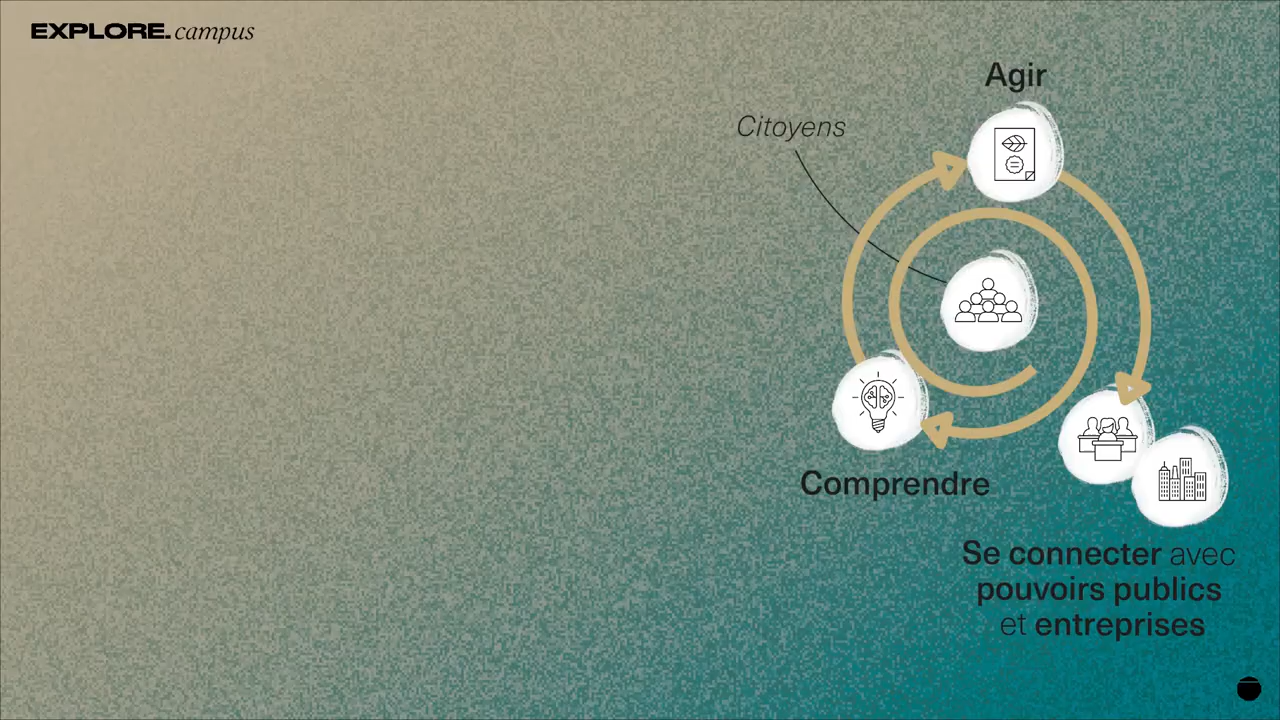 EXPLORE.campus
Agir
Citoyens
Comprendre
Se connecter avec
pouvoirs publics
et entreprises